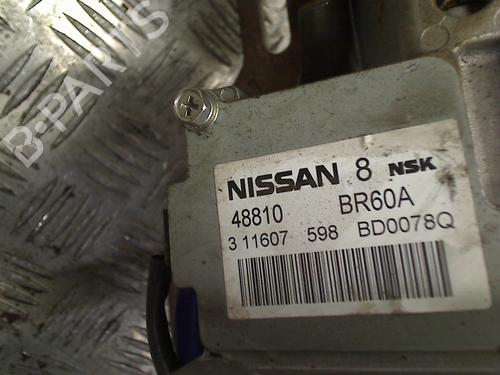 B-PARTS
NISSAN 8 NSK
48810 BR60A
3 11607 598 BD0078Q